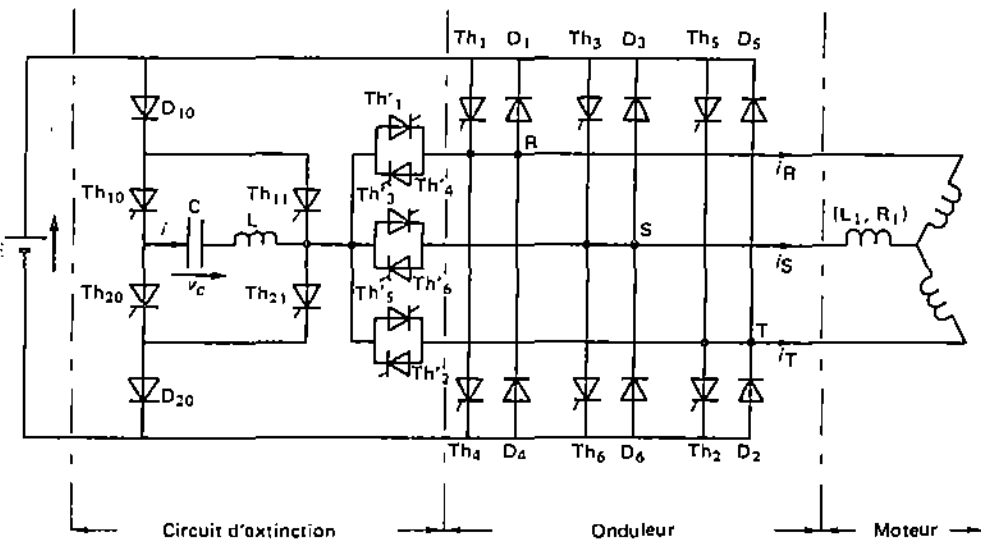 Th1 D1 Th3 D3 Th5 D5
D10
Th'1
R
Th'3 Th'4
iR
Th10 Th11
C
i L
(L1, R1)
S
vc
iS
Th20 Th21
Th'5 Th'6
T
iT
Th'2
D20
Th4 D4 Th6 D6 Th2 D2
Circuit d'extinction Onduleur Moteur